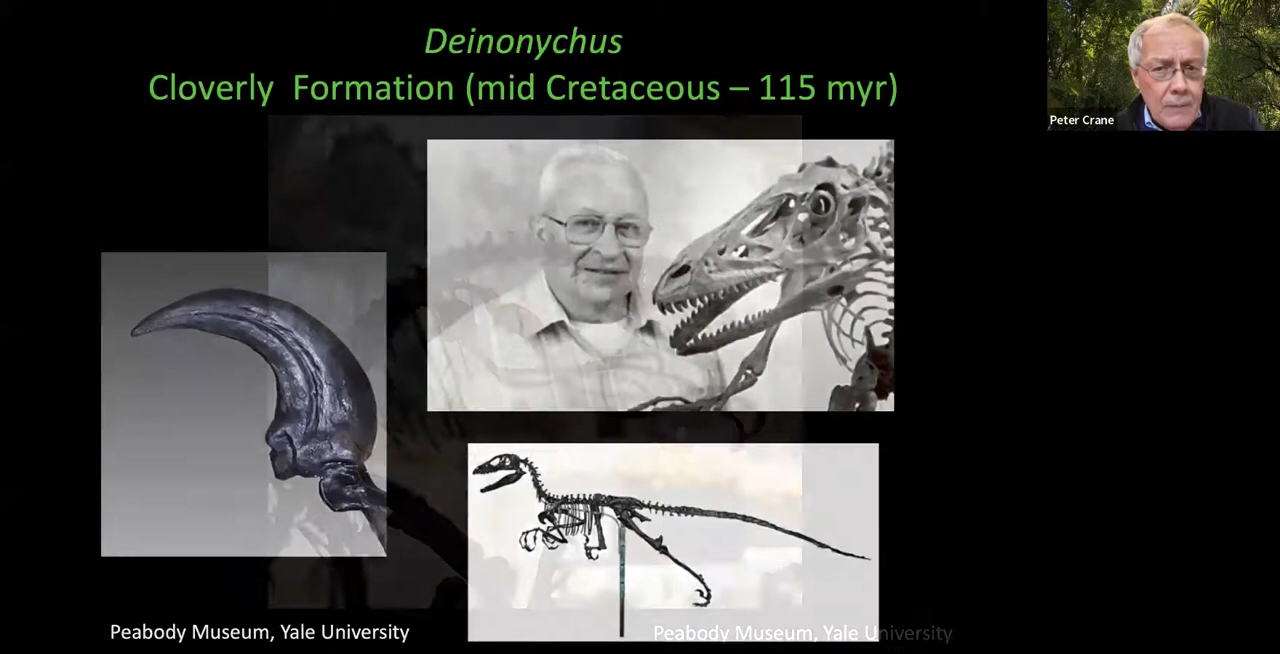 Deinonychus
Cloverly Formation (mid Cretaceous – 115 myr)
Peter Crane
Peabody Museum, Yale University
Peabody Museum, Yale University